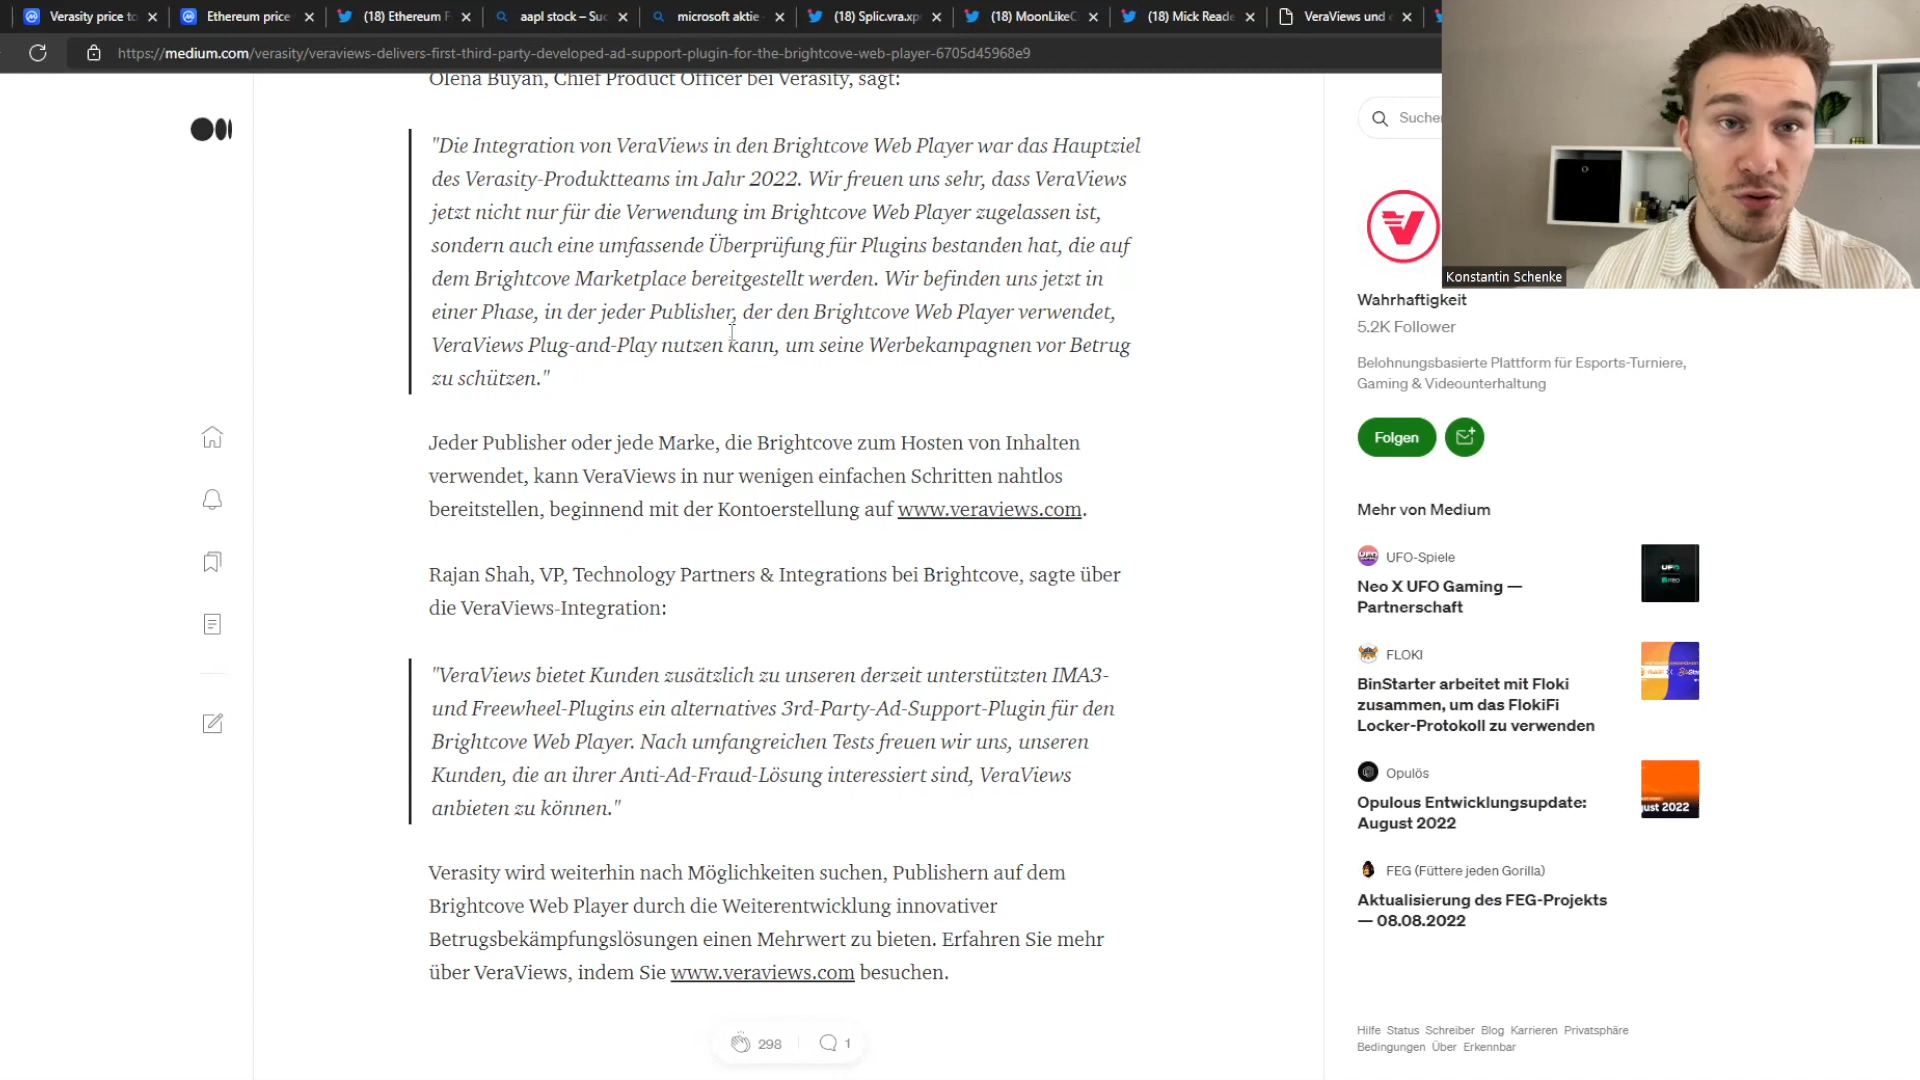 Verasity price to
Ethereum price
(18) Ethereum F
aapl stock – Suc
microsoft aktie -
(18) Splic.vra.xp
(18) MoonLikeC
(18) Mick Reade
VeraViews und
https://medium.com/verasity/veraviews-delivers-first-third-party-developed-ad-support-plugin-for-the-brightcove-web-player-6705d45968e9
Olena Buyan, Chief Product Officer bei Verasity, sagt:
"Die Integration von VeraViews in den Brightcove Web Player war das Hauptziel
des Verasity-Produktteams im Jahr 2022. Wir freuen uns sehr, dass VeraViews
jetzt nicht nur für die Verwendung im Brightcove Web Player zugelassen ist,
sondern auch eine umfassende Überprüfung für Plugins bestanden hat, die auf
dem Brightcove Marketplace bereitgestellt werden. Wir befinden uns jetzt in
einer Phase, in der jeder Publisher, der den Brightcove Web Player verwendet,
VeraViews Plug-and-Play nutzen kann, um seine Werbekampagnen vor Betrug
zu schützen."
Jeder Publisher oder jede Marke, die Brightcove zum Hosten von Inhalten
verwendet, kann VeraViews in nur wenigen einfachen Schritten nahtlos
bereitstellen, beginnend mit der Kontoerstellung auf www.veraviews.com.
Rajan Shah, VP, Technology Partners & Integrations bei Brightcove, sagte über
die VeraViews-Integration:
"VeraViews bietet Kunden zusätzlich zu unseren derzeit unterstützten IMA3-
und Freewheel-Plugins ein alternatives 3rd-Party-Ad-Support-Plugin für den
Brightcove Web Player. Nach umfangreichen Tests freuen wir uns, unseren
Kunden, die an ihrer Anti-Ad-Fraud-Lösung interessiert sind, VeraViews
anbieten zu können."
Verasity wird weiterhin nach Möglichkeiten suchen, Publishern auf dem
Brightcove Web Player durch die Weiterentwicklung innovativer
Betrugsbekämpfungslösungen einen Mehrwert zu bieten. Erfahren Sie mehr
über VeraViews, indem Sie www.veraviews.com besuchen.
298
1
Suche
Konstantin Schenke
Wahrhaftigkeit
5.2K Follower
Belohnungsbasierte Plattform für Esports-Turniere,
Gaming & Videounterhaltung
Folgen
Mehr von Medium
UFO-Spiele
Neo X UFO Gaming —
Partnerschaft
FLOKI
BinStarter arbeitet mit Floki
zusammen, um das FlokiFi
Locker-Protokoll zu verwenden
Opulös
Opulous Entwicklungsupdate:
August 2022
ust 2022
FEG (Füttere jeden Gorilla)
Aktualisierung des FEG-Projekts
— 08.08.2022
Hilfe Status Schreiber Blog Karrieren Privatsphäre
Bedingungen Über Erkennbar